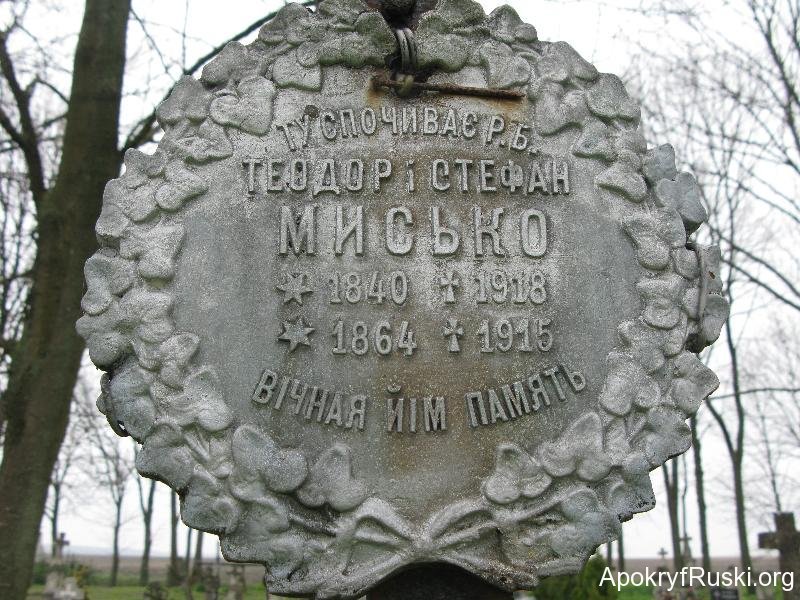 ТУ СПОЧИВАЄ Р.Б.
ТЕОДОР і СТЕФАН
МИСЬКО
1840 1918
1864 1915
ВІЧНАЯ ЙІМ ПАМЯТЬ
ApokryfRuski.org